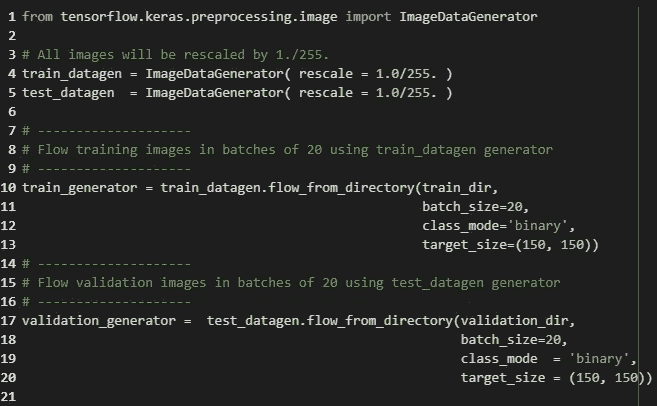 1 from tensorflow.keras.preprocessing.image import ImageDataGenerator
2
3 # All images will be rescaled by 1./255.
4 train_datagen = ImageDataGenerator( rescale = 1.0/255. )
5 test_datagen  = ImageDataGenerator( rescale = 1.0/255. )
6
7 # --------------------
8 # Flow training images in batches of 20 using train_datagen generator
9 # --------------------
10 train_generator = train_datagen.flow_from_directory(train_dir,
11                                                     batch_size=20,
12                                                     class_mode='binary',
13                                                     target_size=(150, 150))
14 # --------------------
15 # Flow validation images in batches of 20 using test_datagen generator
16 # --------------------
17 validation_generator =  test_datagen.flow_from_directory(validation_dir,
18                                                          batch_size=20,
19                                                          class_mode  = 'binary',
20                                                          target_size = (150, 150))
21